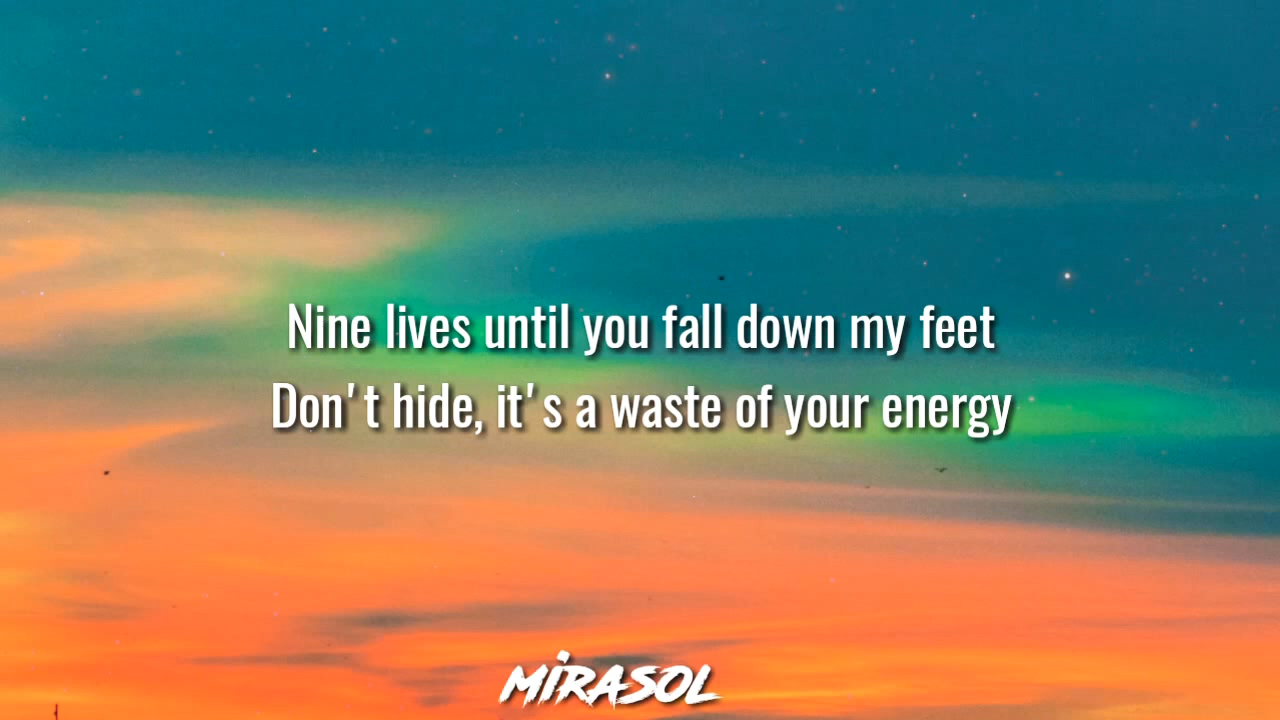 Nine lives until you fall down my feet
Don't hide, it's a waste of your energy
MIRASOL